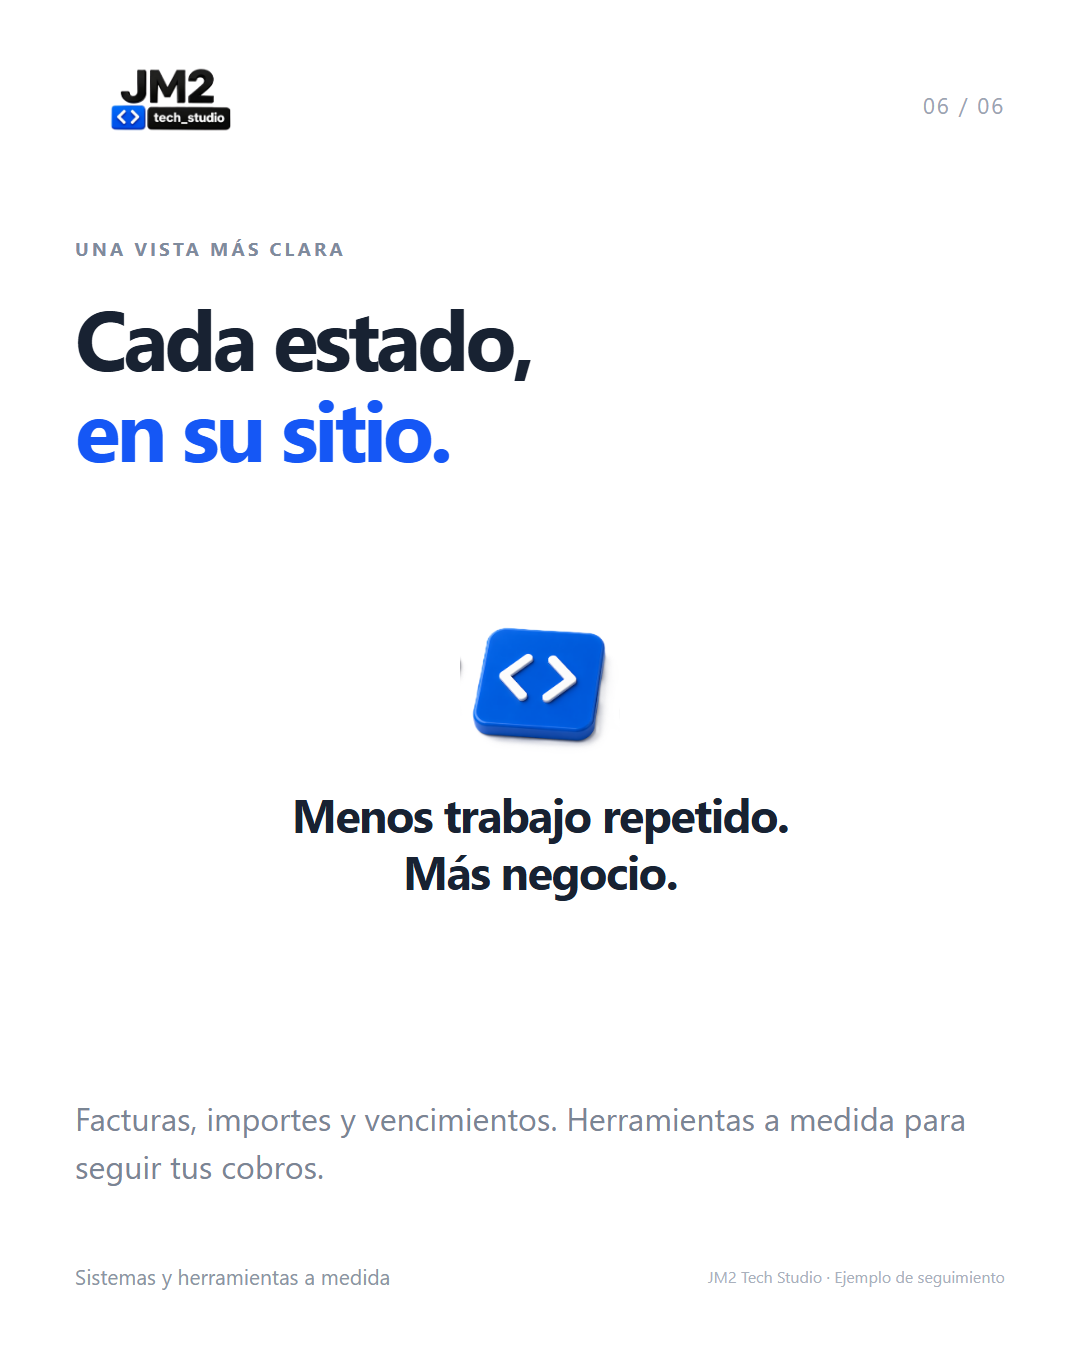 JM2
<> tech_studio
06 / 06
UNA VISTA MÁS CLARA
Cada estado,
en su sitio.
<>
Menos trabajo repetido.
Más negocio.
Facturas, importes y vencimientos. Herramientas a medida para
seguir tus cobros.
Sistemas y herramientas a medida
JM2 Tech Studio · Ejemplo de seguimiento